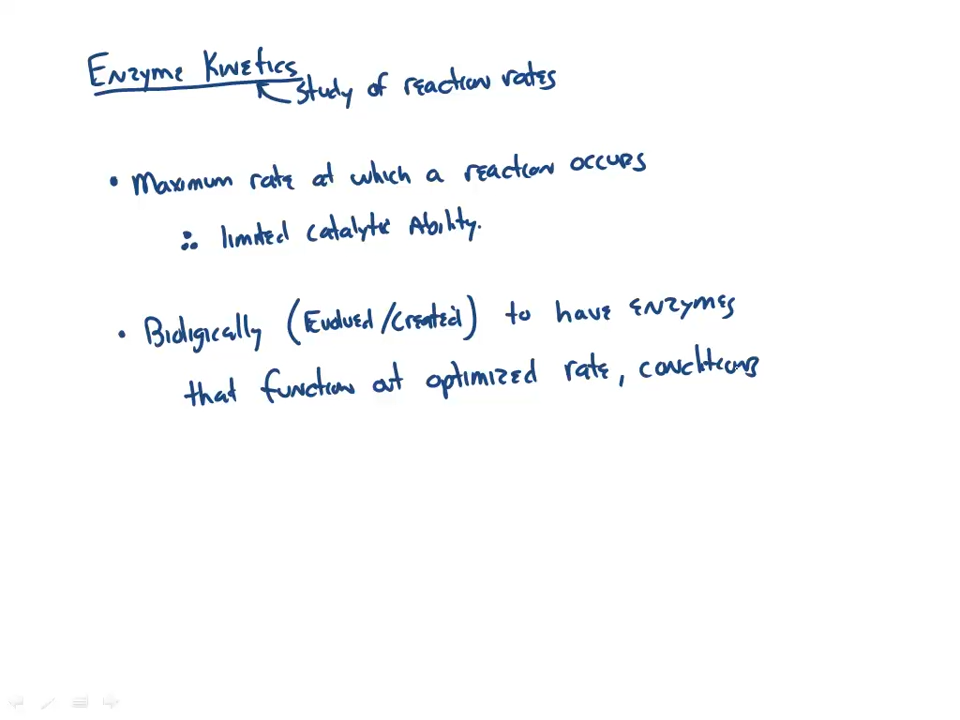 Enzyme Kinetics
study of reaction rates
• Maximum rate at which a reaction occurs
∴ limited catalytic Ability.
• Biologically (Evolved/created) to have enzymes
that function at optimized rate, conditions